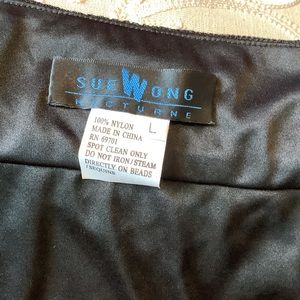 SUE WONG
NOCTURNE
L
100% NYLON
MADE IN CHINA
RN 69701
SPOT CLEAN ONLY
DO NOT IRON/STEAM
DIRECTLY ON BEADS
/SEQUINS